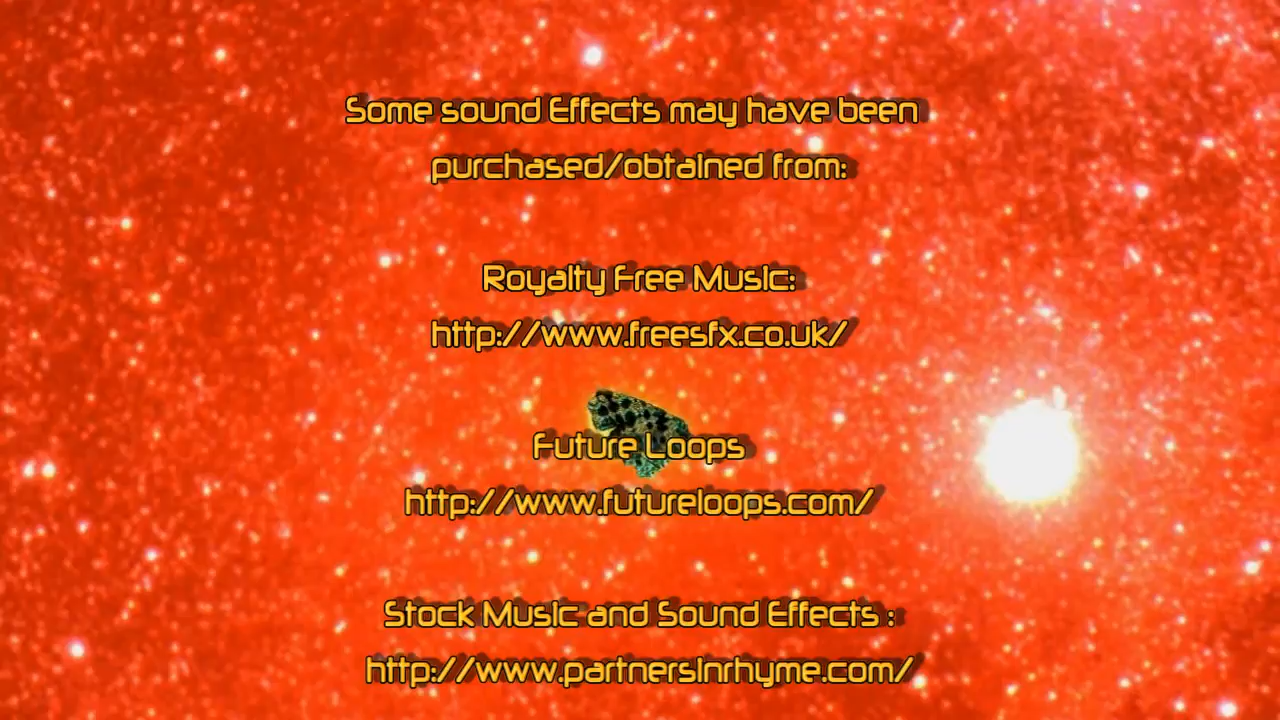 Some sound Effects may have been
purchased/obtained from:
Royalty Free Music:
http://www.freesfx.co.uk/
Future Loops
http://www.futureloops.com/
Stock Music and Sound Effects :
http://www.partnersinrhyme.com/